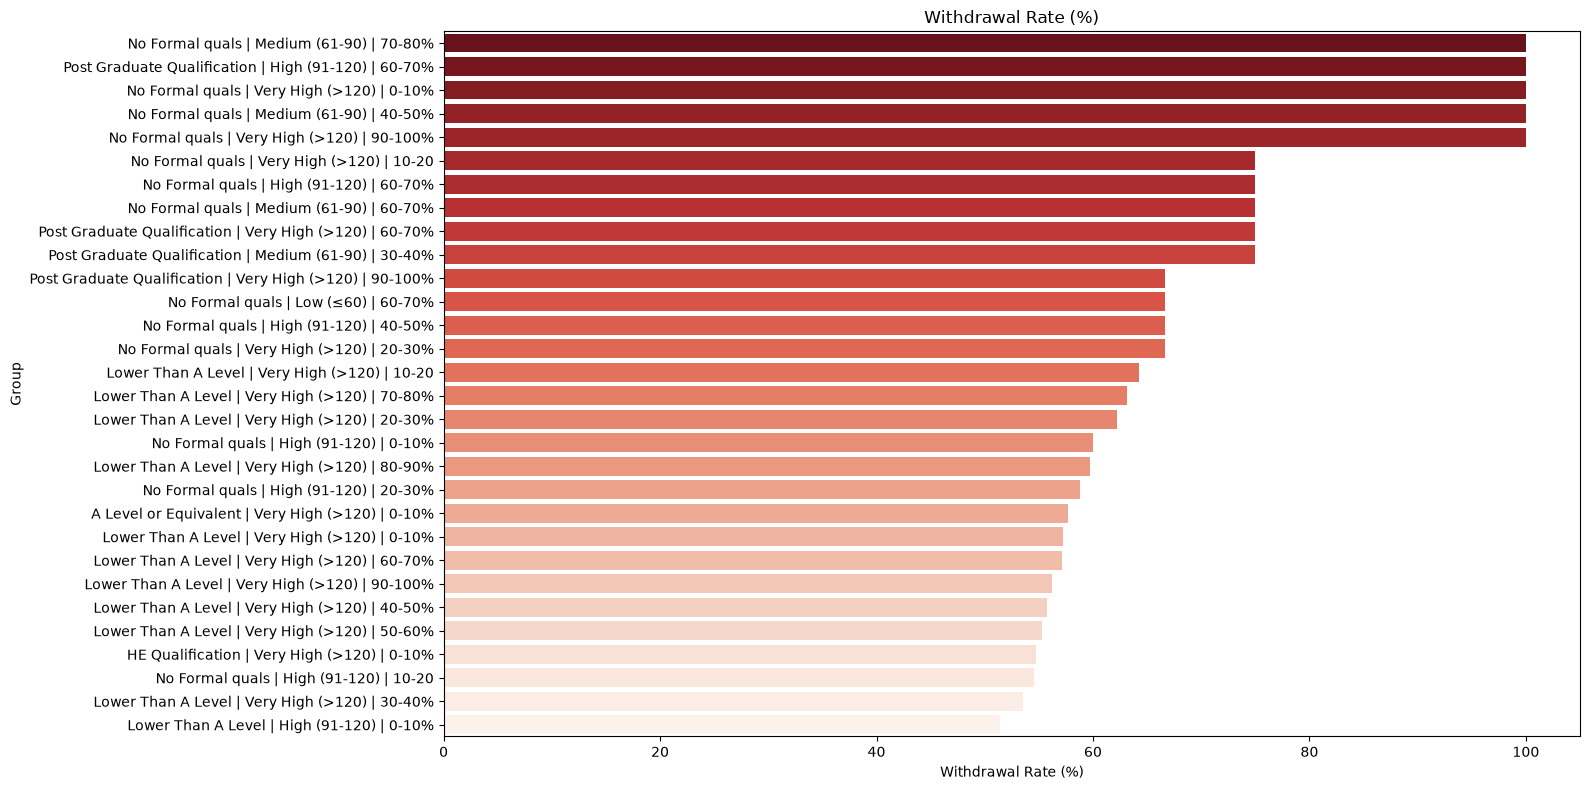 Withdrawal Rate (%)
No Formal quals | Medium (61-90) | 70-80%
Post Graduate Qualification | High (91-120) | 60-70%
No Formal quals | Very High (>120) | 0-10%
No Formal quals | Medium (61-90) | 40-50%
No Formal quals | Very High (>120) | 90-100%
No Formal quals | Very High (>120) | 10-20
No Formal quals | High (91-120) | 60-70%
No Formal quals | Medium (61-90) | 60-70%
Post Graduate Qualification | Very High (>120) | 60-70%
Post Graduate Qualification | Medium (61-90) | 30-40%
Post Graduate Qualification | Very High (>120) | 90-100%
No Formal quals | Low (≤60) | 60-70%
No Formal quals | High (91-120) | 40-50%
No Formal quals | Very High (>120) | 20-30%
Lower Than A Level | Very High (>120) | 10-20
Lower Than A Level | Very High (>120) | 70-80%
Lower Than A Level | Very High (>120) | 20-30%
No Formal quals | High (91-120) | 0-10%
Lower Than A Level | Very High (>120) | 80-90%
No Formal quals | High (91-120) | 20-30%
A Level or Equivalent | Very High (>120) | 0-10%
Lower Than A Level | Very High (>120) | 0-10%
Lower Than A Level | Very High (>120) | 60-70%
Lower Than A Level | Very High (>120) | 90-100%
Lower Than A Level | Very High (>120) | 40-50%
Lower Than A Level | Very High (>120) | 50-60%
HE Qualification | Very High (>120) | 0-10%
No Formal quals | High (91-120) | 10-20
Lower Than A Level | Very High (>120) | 30-40%
Lower Than A Level | High (91-120) | 0-10%
Group
0 20 40 60 80 100
Withdrawal Rate (%)